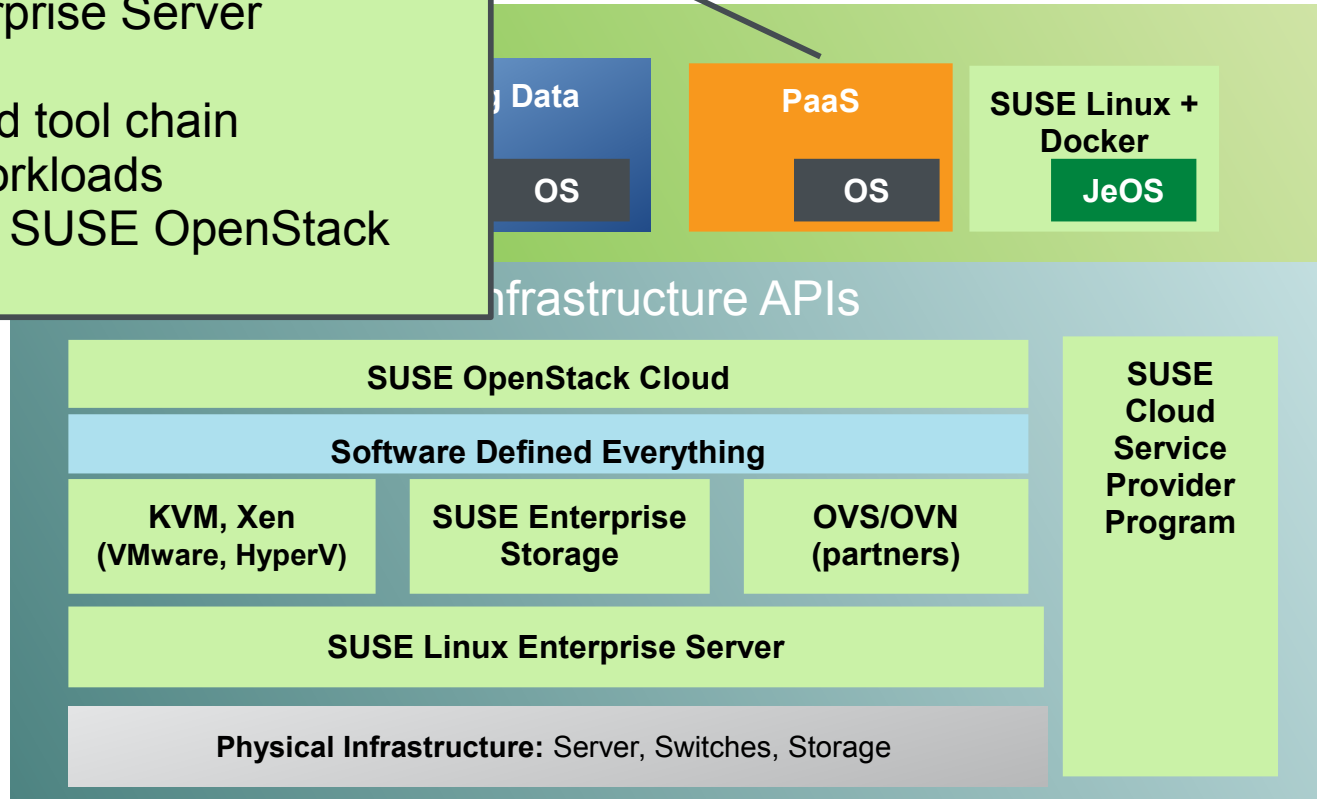 rprise Server
d tool chain
orkloads
SUSE OpenStack
g Data
OS
PaaS
OS
SUSE Linux +
Docker
JeOS
nfrastructure APIs
SUSE OpenStack Cloud
Software Defined Everything
KVM, Xen
(VMware, HyperV)
SUSE Enterprise
Storage
OVS/OVN
(partners)
SUSE Linux Enterprise Server
Physical Infrastructure: Server, Switches, Storage
SUSE
Cloud
Service
Provider
Program